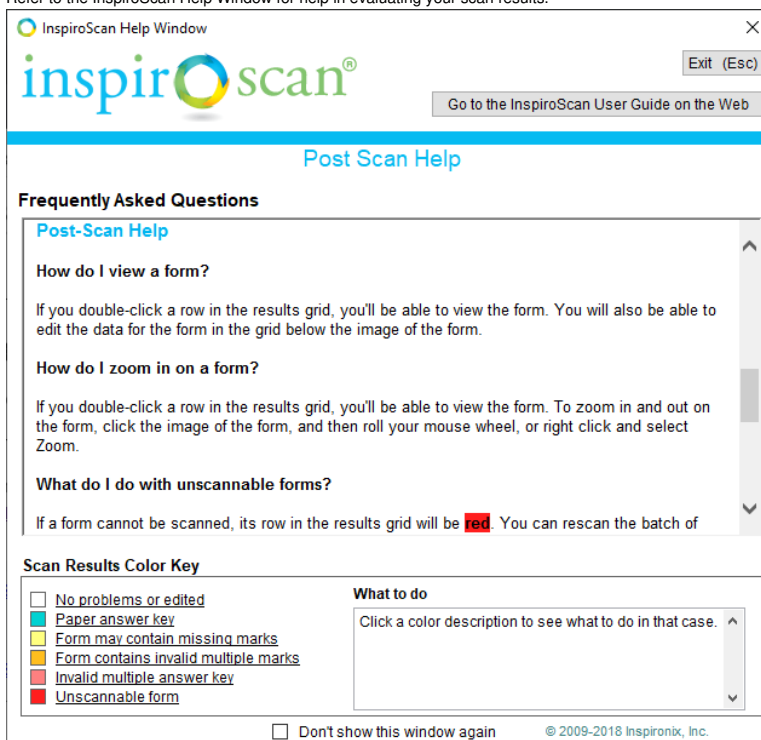 Refer to the InspiroScan Help Window for help in evaluating your scan results.
InspiroScan Help Window
inspiroscan®
Exit (Esc)
Go to the InspiroScan User Guide on the Web
Post Scan Help
Frequently Asked Questions
Post-Scan Help
How do I view a form?
If you double-click a row in the results grid, you'll be able to view the form. You will also be able to
edit the data for the form in the grid below the image of the form.
How do I zoom in on a form?
If you double-click a row in the results grid, you'll be able to view the form. To zoom in and out on
the form, click the image of the form, and then roll your mouse wheel, or right click and select
Zoom.
What do I do with unscannable forms?
If a form cannot be scanned, its row in the results grid will be red. You can rescan the batch of
Scan Results Color Key
No problems or edited
Paper answer key
Form may contain missing marks
Form contains invalid multiple marks
Invalid multiple answer key
Unscannable form
What to do
Click a color description to see what to do in that case.
Don't show this window again
© 2009-2018 Inspironix, Inc.